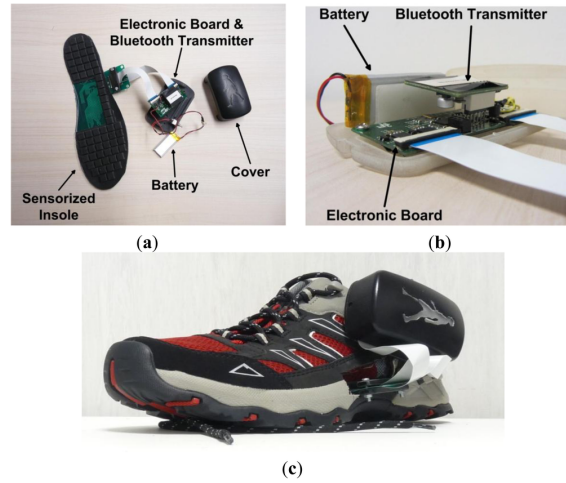 Electronic Board &
Bluetooth Transmitter
Sensorized
Insole
Battery
Cover
(a)
Battery
Bluetooth Transmitter
Electronic Board
(b)
(c)